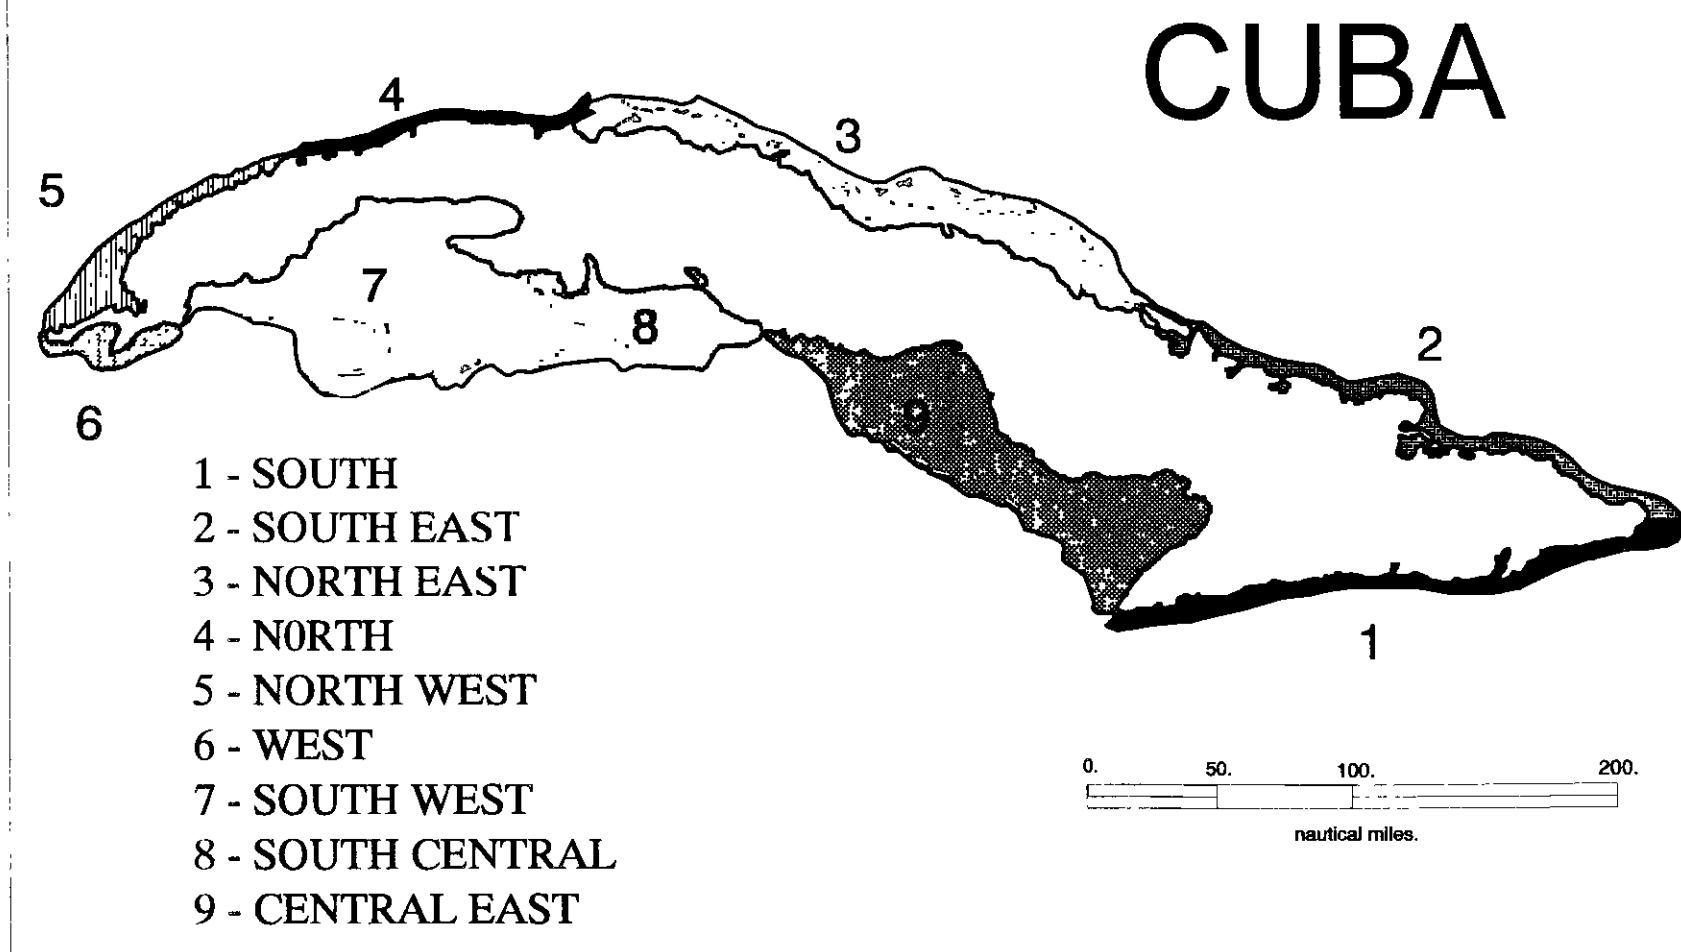 CUBA
4
3
5
7
8
2
9
6
1
1 - SOUTH
2 - SOUTH EAST
3 - NORTH EAST
4 - N0RTH
5 - NORTH WEST
6 - WEST
7 - SOUTH WEST
8 - SOUTH CENTRAL
9 - CENTRAL EAST
0. 50. 100. 200.
nautical miles.